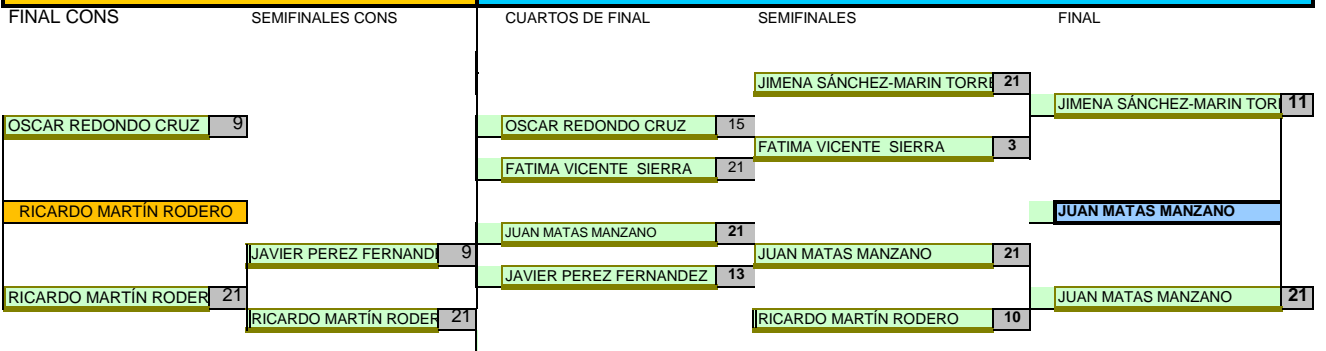 FINAL CONS SEMIFINALES CONS CUARTOS DE FINAL SEMIFINALES FINAL
JIMENA SÁNCHEZ-MARIN TORRE 21
JIMENA SÁNCHEZ-MARIN TOR 11
OSCAR REDONDO CRUZ 9 OSCAR REDONDO CRUZ 15
FATIMA VICENTE SIERRA 3
FATIMA VICENTE SIERRA 21
RICARDO MARTÍN RODERO JUAN MATAS MANZANO
JUAN MATAS MANZANO 21
JAVIER PEREZ FERNAND 9 JUAN MATAS MANZANO 21
JAVIER PEREZ FERNANDEZ 13
RICARDO MARTÍN RODER 21 JUAN MATAS MANZANO 21
RICARDO MARTÍN RODER 21 RICARDO MARTÍN RODERO 10